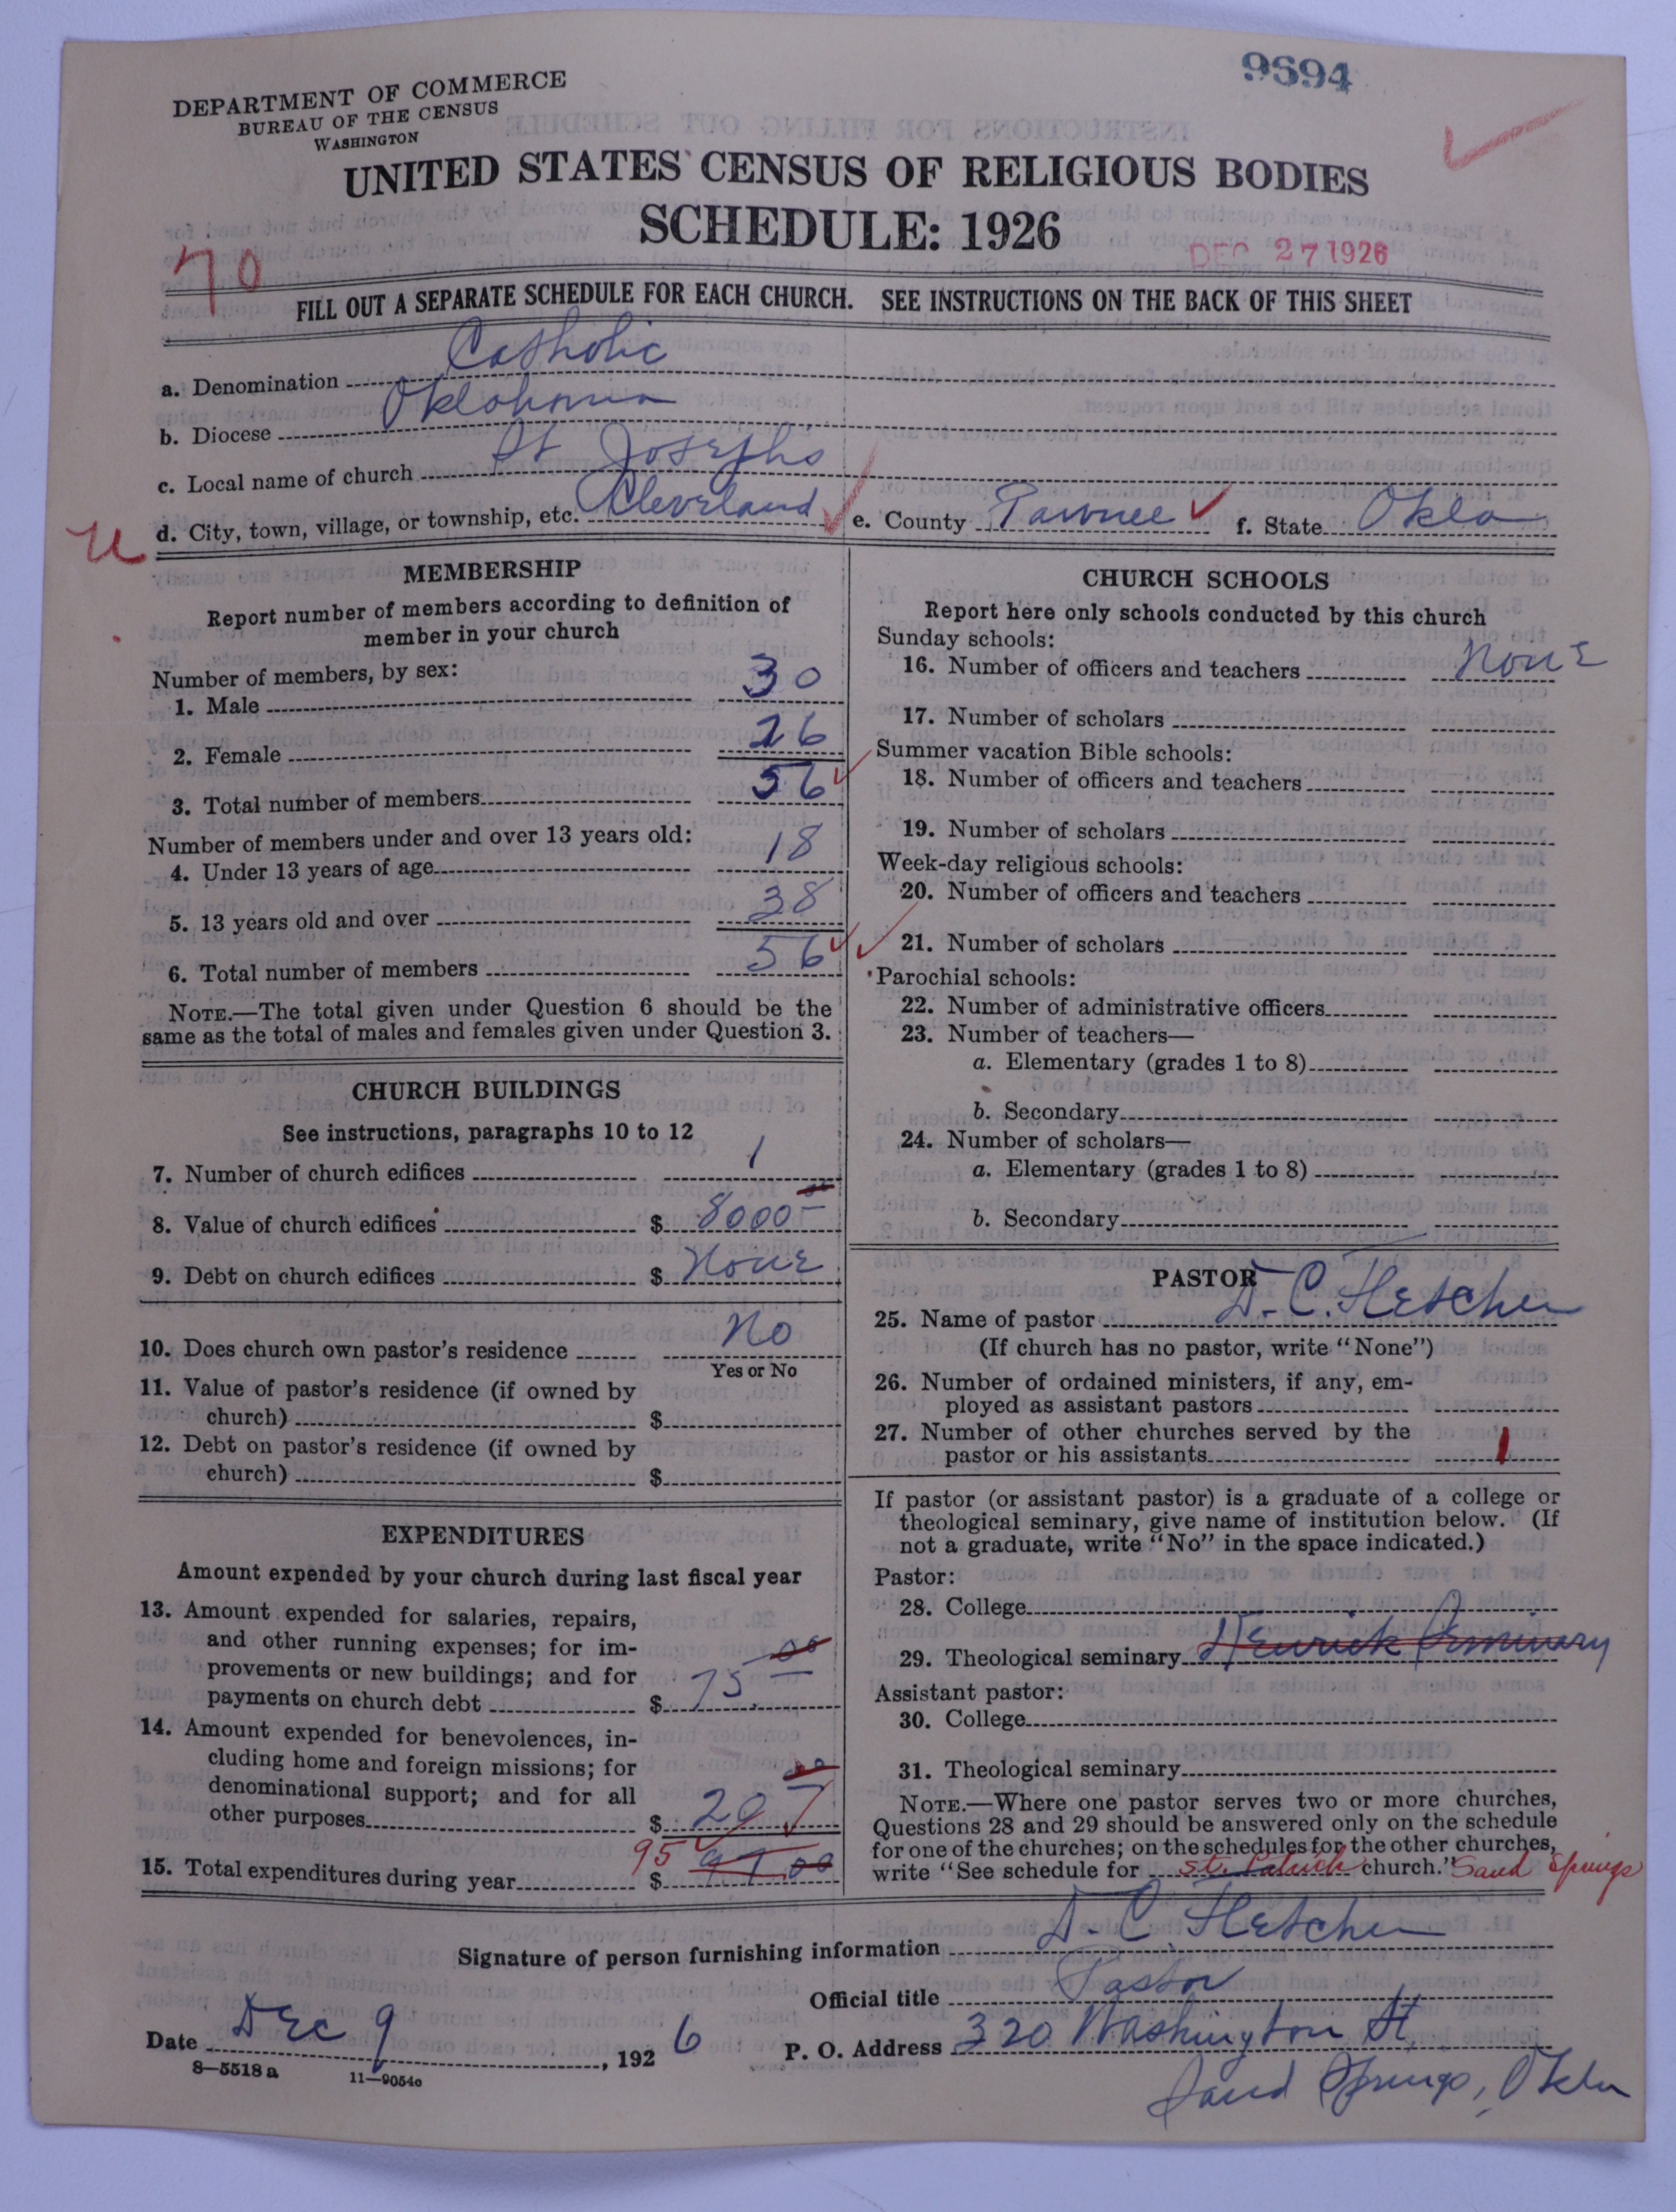 9694
DEPARTMENT OF COMMERCE
BUREAU OF THE CENSUS
WASHINGTON
UNITED STATES CENSUS OF RELIGIOUS BODIES
SCHEDULE: 1926
DEC 27 1926
70
FILL OUT A SEPARATE SCHEDULE FOR EACH CHURCH. SEE INSTRUCTIONS ON THE BACK OF THIS SHEET
a. Denomination Catholic
b. Diocese Oklahoma
c. Local name of church St Josephs
d. City, town, village, or township, etc. Cleveland e. County Pawnee f. State Okla
MEMBERSHIP
Report number of members according to definition of
member in your church
Number of members, by sex:
1. Male 30
2. Female 26
3. Total number of members 56
Number of members under and over 13 years old:
4. Under 13 years of age 18
5. 13 years old and over 38
6. Total number of members 56
NOTE.—The total given under Question 6 should be the
same as the total of males and females given under Question 3.
CHURCH BUILDINGS
See instructions, paragraphs 10 to 12
7. Number of church edifices 1
8. Value of church edifices $ 8000 00
9. Debt on church edifices $ None
10. Does church own pastor's residence No
Yes or No
11. Value of pastor's residence (if owned by
church) $
12. Debt on pastor's residence (if owned by
church) $
EXPENDITURES
Amount expended by your church during last fiscal year
13. Amount expended for salaries, repairs,
and other running expenses; for im-
provements or new buildings; and for
payments on church debt $ 75.00
14. Amount expended for benevolences, in-
cluding home and foreign missions; for
denominational support; and for all
other purposes $ 20 00
15. Total expenditures during year 95 $
CHURCH SCHOOLS
Report here only schools conducted by this church
Sunday schools:
16. Number of officers and teachers None
17. Number of scholars
Summer vacation Bible schools:
18. Number of officers and teachers
19. Number of scholars
Week-day religious schools:
20. Number of officers and teachers
21. Number of scholars
Parochial schools:
22. Number of administrative officers
23. Number of teachers—
a. Elementary (grades 1 to 8)
b. Secondary
24. Number of scholars—
a. Elementary (grades 1 to 8)
b. Secondary
PASTOR
25. Name of pastor D. C. Fletcher
(If church has no pastor, write "None")
26. Number of ordained ministers, if any, em-
ployed as assistant pastors
27. Number of other churches served by the
pastor or his assistants 1
If pastor (or assistant pastor) is a graduate of a college or
theological seminary, give name of institution below. (If
not a graduate, write "No" in the space indicated.)
Pastor:
28. College
29. Theological seminary Seminary
Assistant pastor:
30. College
31. Theological seminary
NOTE.—Where one pastor serves two or more churches,
Questions 28 and 29 should be answered only on the schedule
for one of the churches; on the schedules for the other churches,
write "See schedule for St. Patrick church." Sand Springs
Signature of person furnishing information D. C. Fletcher
Official title Pastor
Date Dec 9, 1926 P. O. Address 320 Washington St
Sand Springs, Okla
8—5518 a 11—9054c